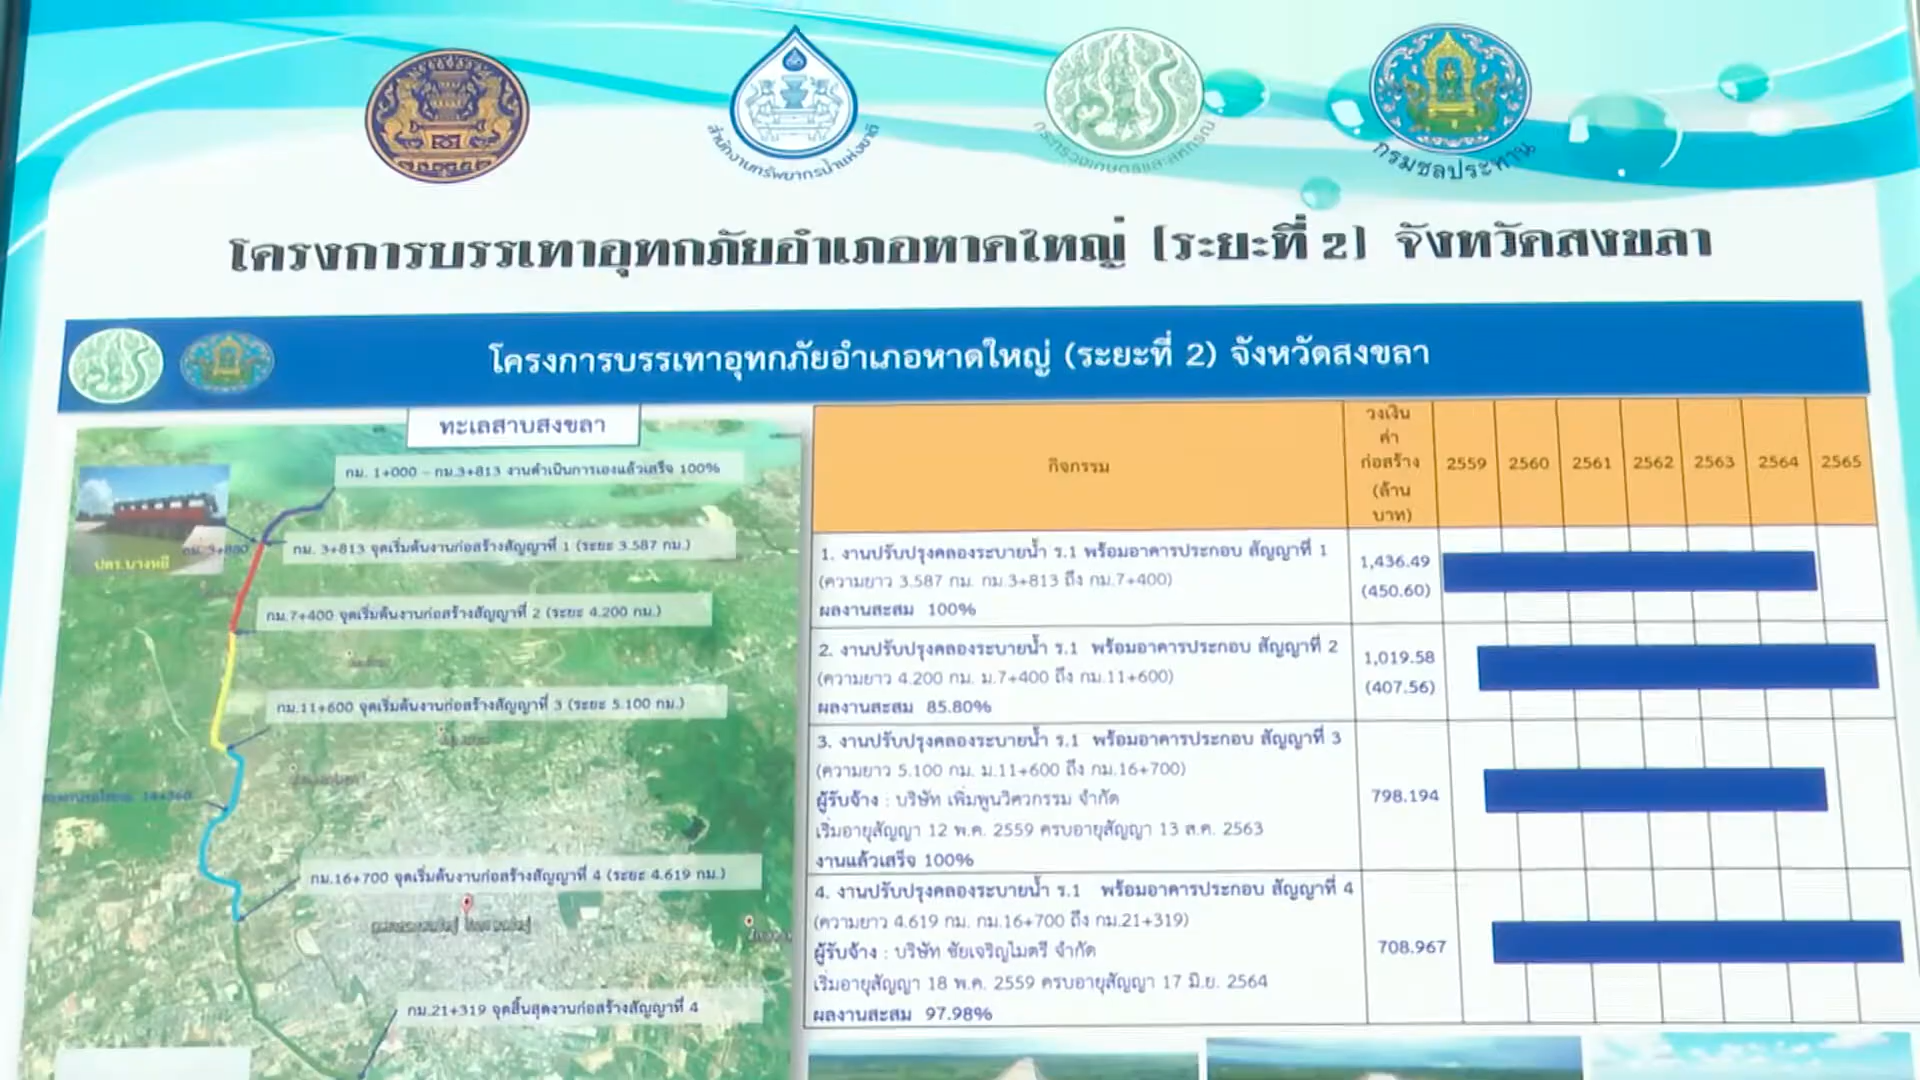 สำนักงานทรัพยากรน้ำแห่งชาติ
กระทรวงเกษตรและสหกรณ์
กรมชลประทาน
โครงการบรรเทาอุทกภัยอำเภอหาดใหญ่ (ระยะที่ 2) จังหวัดสงขลา
โครงการบรรเทาอุทกภัยอำเภอหาดใหญ่ (ระยะที่ 2) จังหวัดสงขลา
ทะเลสาบสงขลา
กม. 1+000 - กม.3+813 งานดำเนินการเองแล้วเสร็จ 100%
กม. 3+813 จุดเริ่มต้นงานก่อสร้างสัญญาที่ 1 (ระยะ 3.587 กม.)
ปตร.บางหยี
กม.7+400 จุดเริ่มต้นงานก่อสร้างสัญญาที่ 2 (ระยะ 4.200 กม.)
กม.11+600 จุดเริ่มต้นงานก่อสร้างสัญญาที่ 3 (ระยะ 5.100 กม.)
กม.16+700 จุดเริ่มต้นงานก่อสร้างสัญญาที่ 4 (ระยะ 4.619 กม.)
กม.21+319 จุดสิ้นสุดงานก่อสร้างสัญญาที่ 4
กิจกรรม
วงเงิน
ค่า
ก่อสร้าง
(ล้าน
บาท)
2559 2560 2561 2562 2563 2564 2565
1. งานปรับปรุงคลองระบายน้ำ ร.1 พร้อมอาคารประกอบ สัญญาที่ 1
(ความยาว 3.587 กม. กม.3+813 ถึง กม.7+400)
ผลงานสะสม 100%
1,436.49
(450.60)
2. งานปรับปรุงคลองระบายน้ำ ร.1 พร้อมอาคารประกอบ สัญญาที่ 2
(ความยาว 4.200 กม. ม.7+400 ถึง กม.11+600)
ผลงานสะสม 85.80%
1,019.58
(407.56)
3. งานปรับปรุงคลองระบายน้ำ ร.1 พร้อมอาคารประกอบ สัญญาที่ 3
(ความยาว 5.100 กม. ม.11+600 ถึง กม.16+700)
ผู้รับจ้าง : บริษัท เพิ่มพูนวิศวกรรม จำกัด
เริ่มอายุสัญญา 12 พ.ค. 2559 ครบอายุสัญญา 13 ส.ค. 2563
งานแล้วเสร็จ 100%
798.194
4. งานปรับปรุงคลองระบายน้ำ ร.1 พร้อมอาคารประกอบ สัญญาที่ 4
(ความยาว 4.619 กม. กม.16+700 ถึง กม.21+319)
ผู้รับจ้าง : บริษัท ชัยเจริญไมตรี จำกัด
เริ่มอายุสัญญา 18 พ.ค. 2559 ครบอายุสัญญา 17 มิ.ย. 2564
ผลงานสะสม 97.98%
708.967